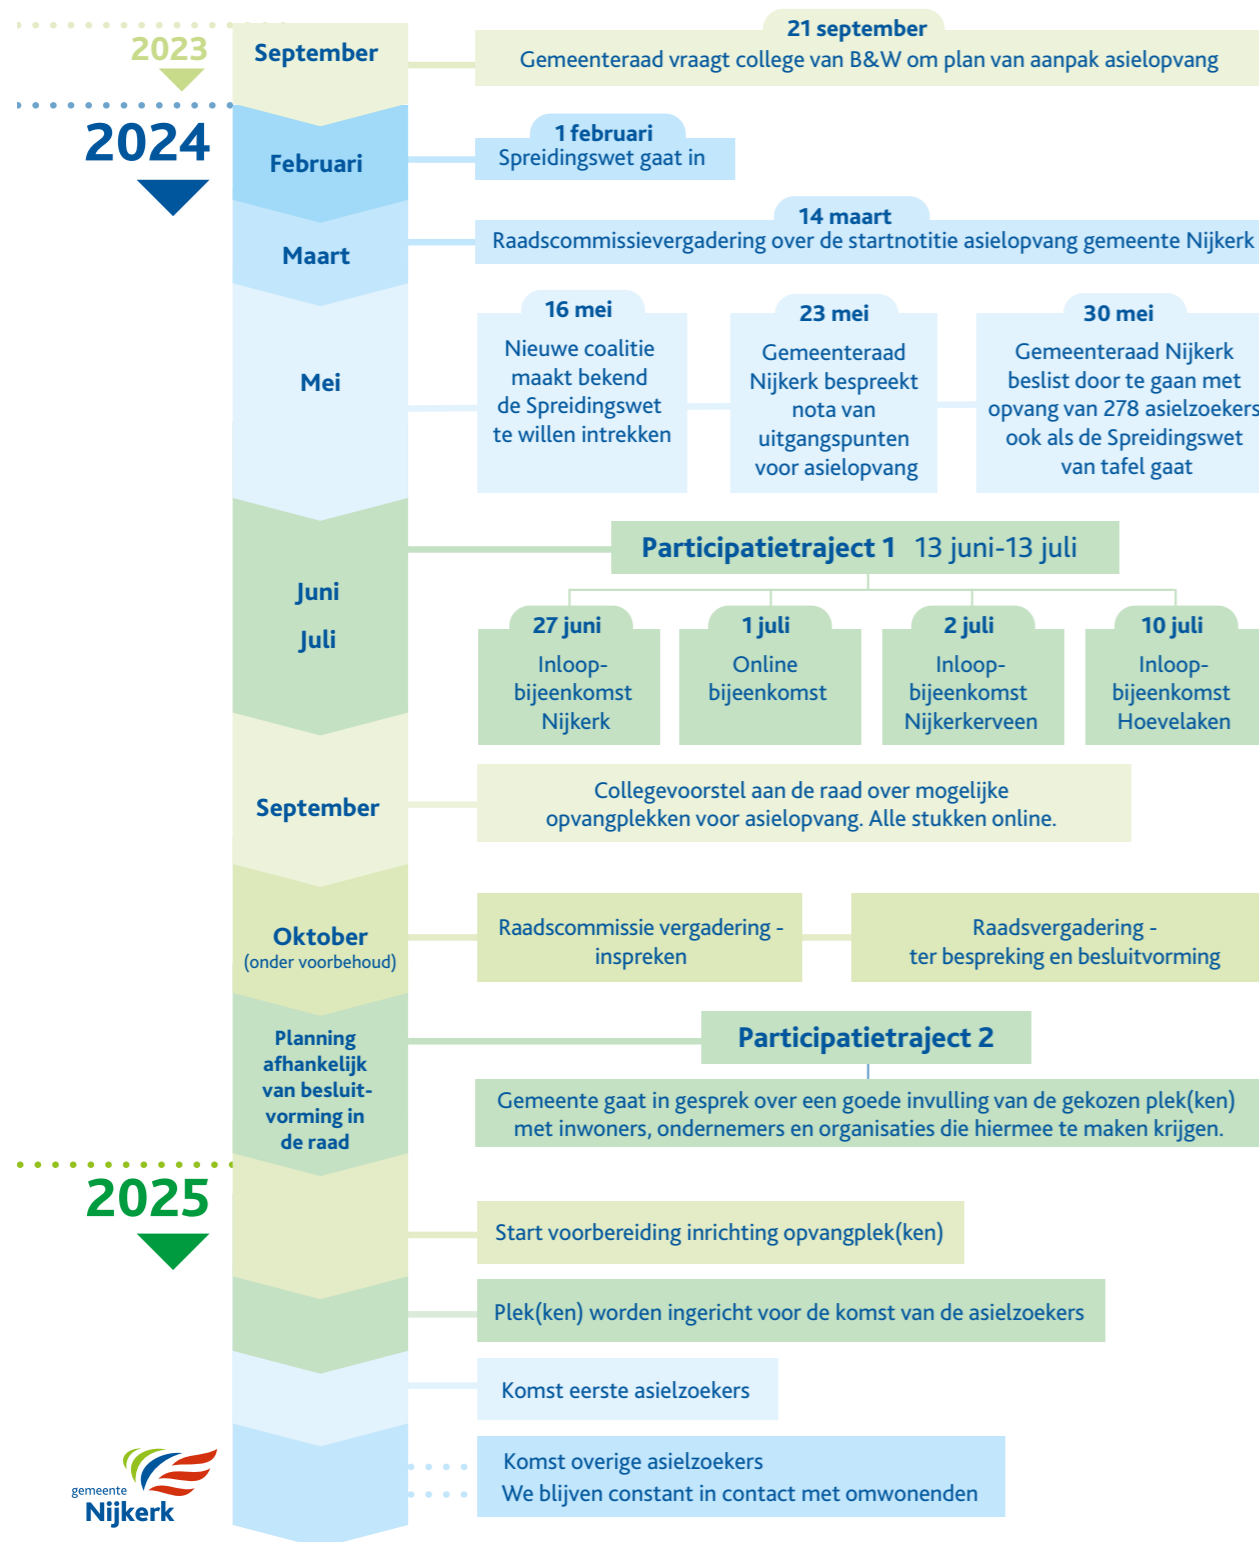 2023
September
21 september
Gemeenteraad vraagt college van B&W om plan van aanpak asielopvang
2024
Februari
1 februari
Spreidingswet gaat in
Maart
14 maart
Raadscommissievergadering over de startnotitie asielopvang gemeente Nijkerk
Mei
16 mei
Nieuwe coalitie
maakt bekend
de Spreidingswet
te willen intrekken
23 mei
Gemeenteraad
Nijkerk bespreekt
nota van
uitgangspunten
voor asielopvang
30 mei
Gemeenteraad Nijkerk
beslist door te gaan met
opvang van 278 asielzoekers
ook als de Spreidingswet
van tafel gaat
Juni
Juli
Participatietraject 1 13 juni-13 juli
27 juni
Inloop-
bijeenkomst
Nijkerk
1 juli
Online
bijeenkomst
2 juli
Inloop-
bijeenkomst
Nijkerkerveen
10 juli
Inloop-
bijeenkomst
Hoevelaken
September
Collegevoorstel aan de raad over mogelijke
opvangplekken voor asielopvang. Alle stukken online.
Oktober
(onder voorbehoud)
Raadscommissie vergadering -
inspreken
Raadsvergadering -
ter bespreking en besluitvorming
Planning
afhankelijk
van besluit-
vorming in
de raad
Participatietraject 2
Gemeente gaat in gesprek over een goede invulling van de gekozen plek(ken)
met inwoners, ondernemers en organisaties die hiermee te maken krijgen.
2025
Start voorbereiding inrichting opvangplek(ken)
Plek(ken) worden ingericht voor de komst van de asielzoekers
Komst eerste asielzoekers
Komst overige asielzoekers
We blijven constant in contact met omwonenden
gemeente
Nijkerk